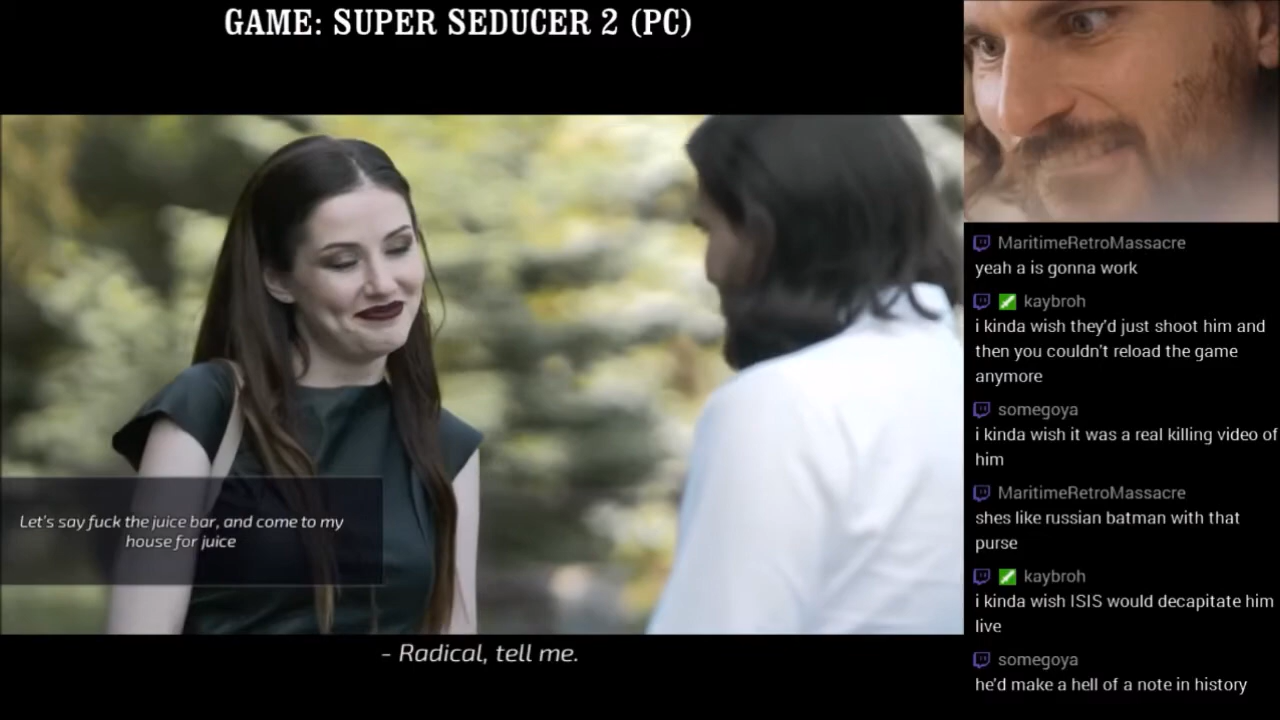 GAME: SUPER SEDUCER 2 (PC)
Let's say fuck the juice bar, and come to my
house for juice
- Radical, tell me.
MaritimeRetroMassacre
yeah a is gonna work
kaybroh
i kinda wish they'd just shoot him and
then you couldn't reload the game
anymore
somegoya
i kinda wish it was a real killing video of
him
MaritimeRetroMassacre
shes like russian batman with that
purse
kaybroh
i kinda wish ISIS would decapitate him
live
somegoya
he'd make a hell of a note in history